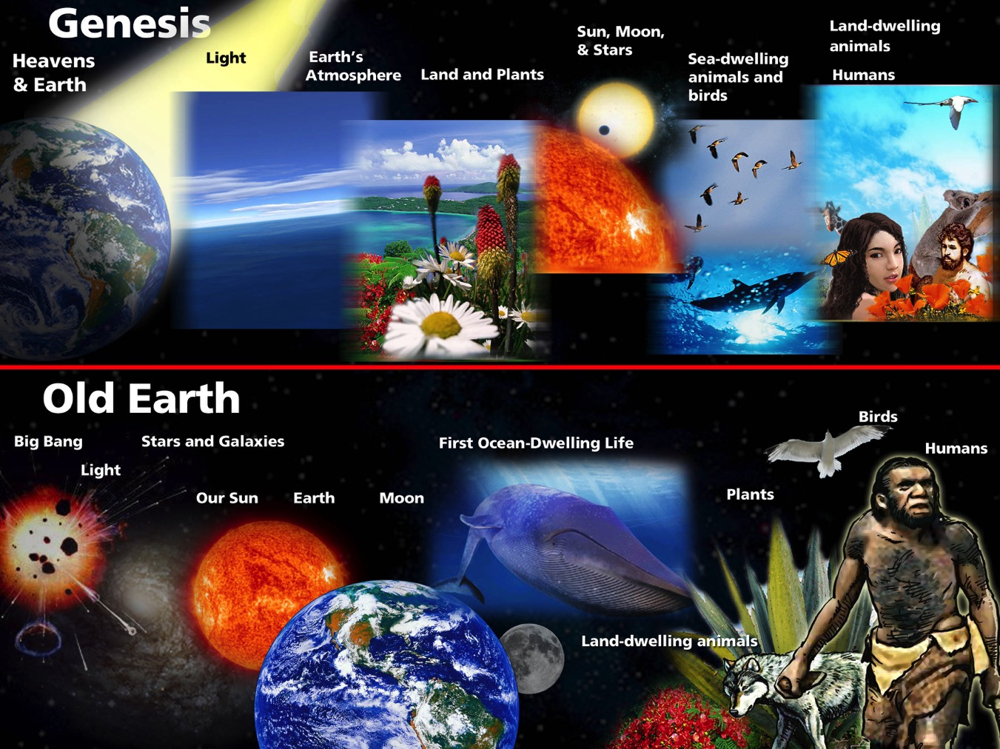 Genesis
Heavens
& Earth
Light
Earth's
Atmosphere
Land and Plants
Sun, Moon,
& Stars
Sea-dwelling
animals and
birds
Land-dwelling
animals
Humans
Old Earth
Big Bang
Light
Stars and Galaxies
Our Sun
Earth
Moon
First Ocean-Dwelling Life
Land-dwelling animals
Plants
Birds
Humans